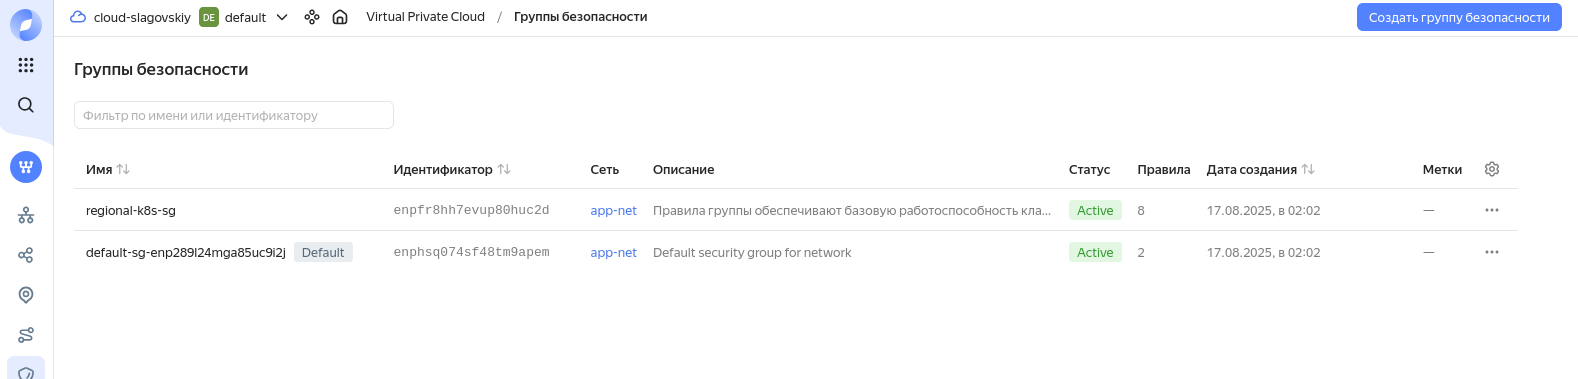 cloud-slagovskiy DE default Virtual Private Cloud / Группы безопасности Создать группу безопасности
Группы безопасности
Фильтр по имени или идентификатору
Имя Идентификатор Сеть Описание Статус Правила Дата создания Метки
regional-k8s-sg enpfr8hh7evup80huc2d app-net Правила группы обеспечивают базовую работоспособность кла... Active 8 17.08.2025, в 02:02 —
default-sg-enp289l24mga85uc9i2j Default enphsq074sf48tm9apem app-net Default security group for network Active 2 17.08.2025, в 02:02 —